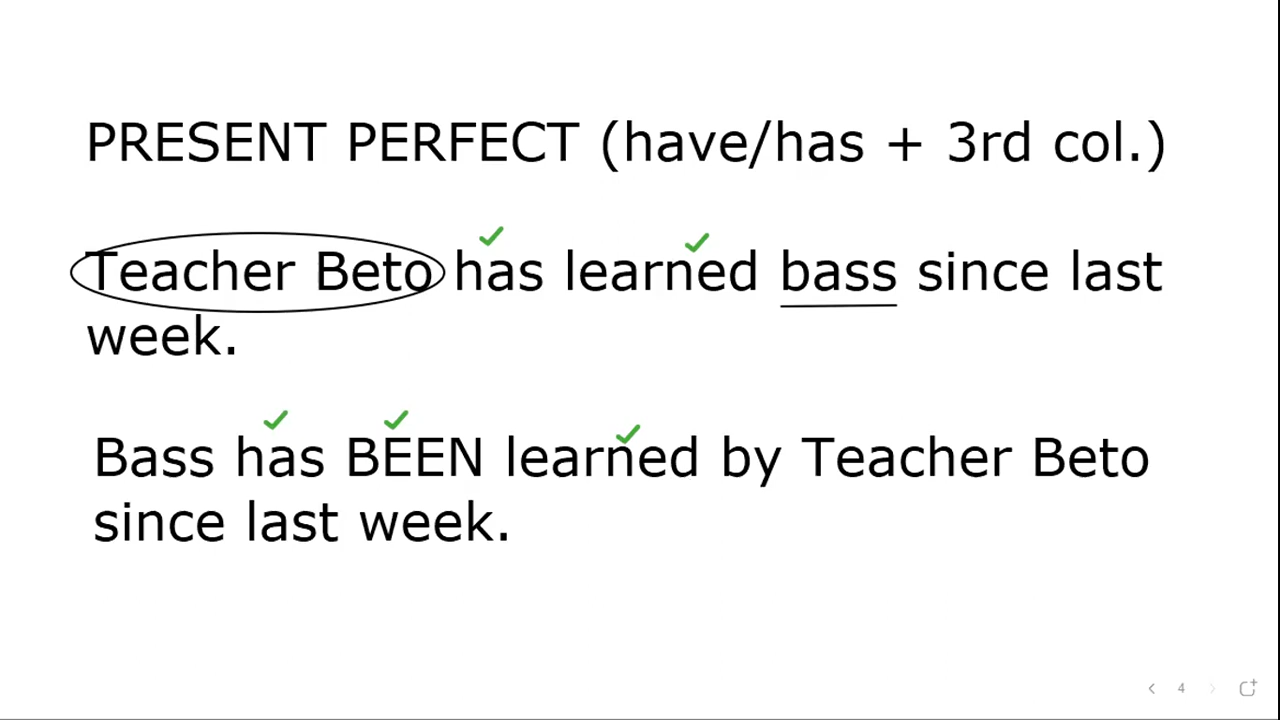 PRESENT PERFECT (have/has + 3rd col.)
Teacher Beto has learned bass since last
week.
Bass has BEEN learned by Teacher Beto
since last week.
4